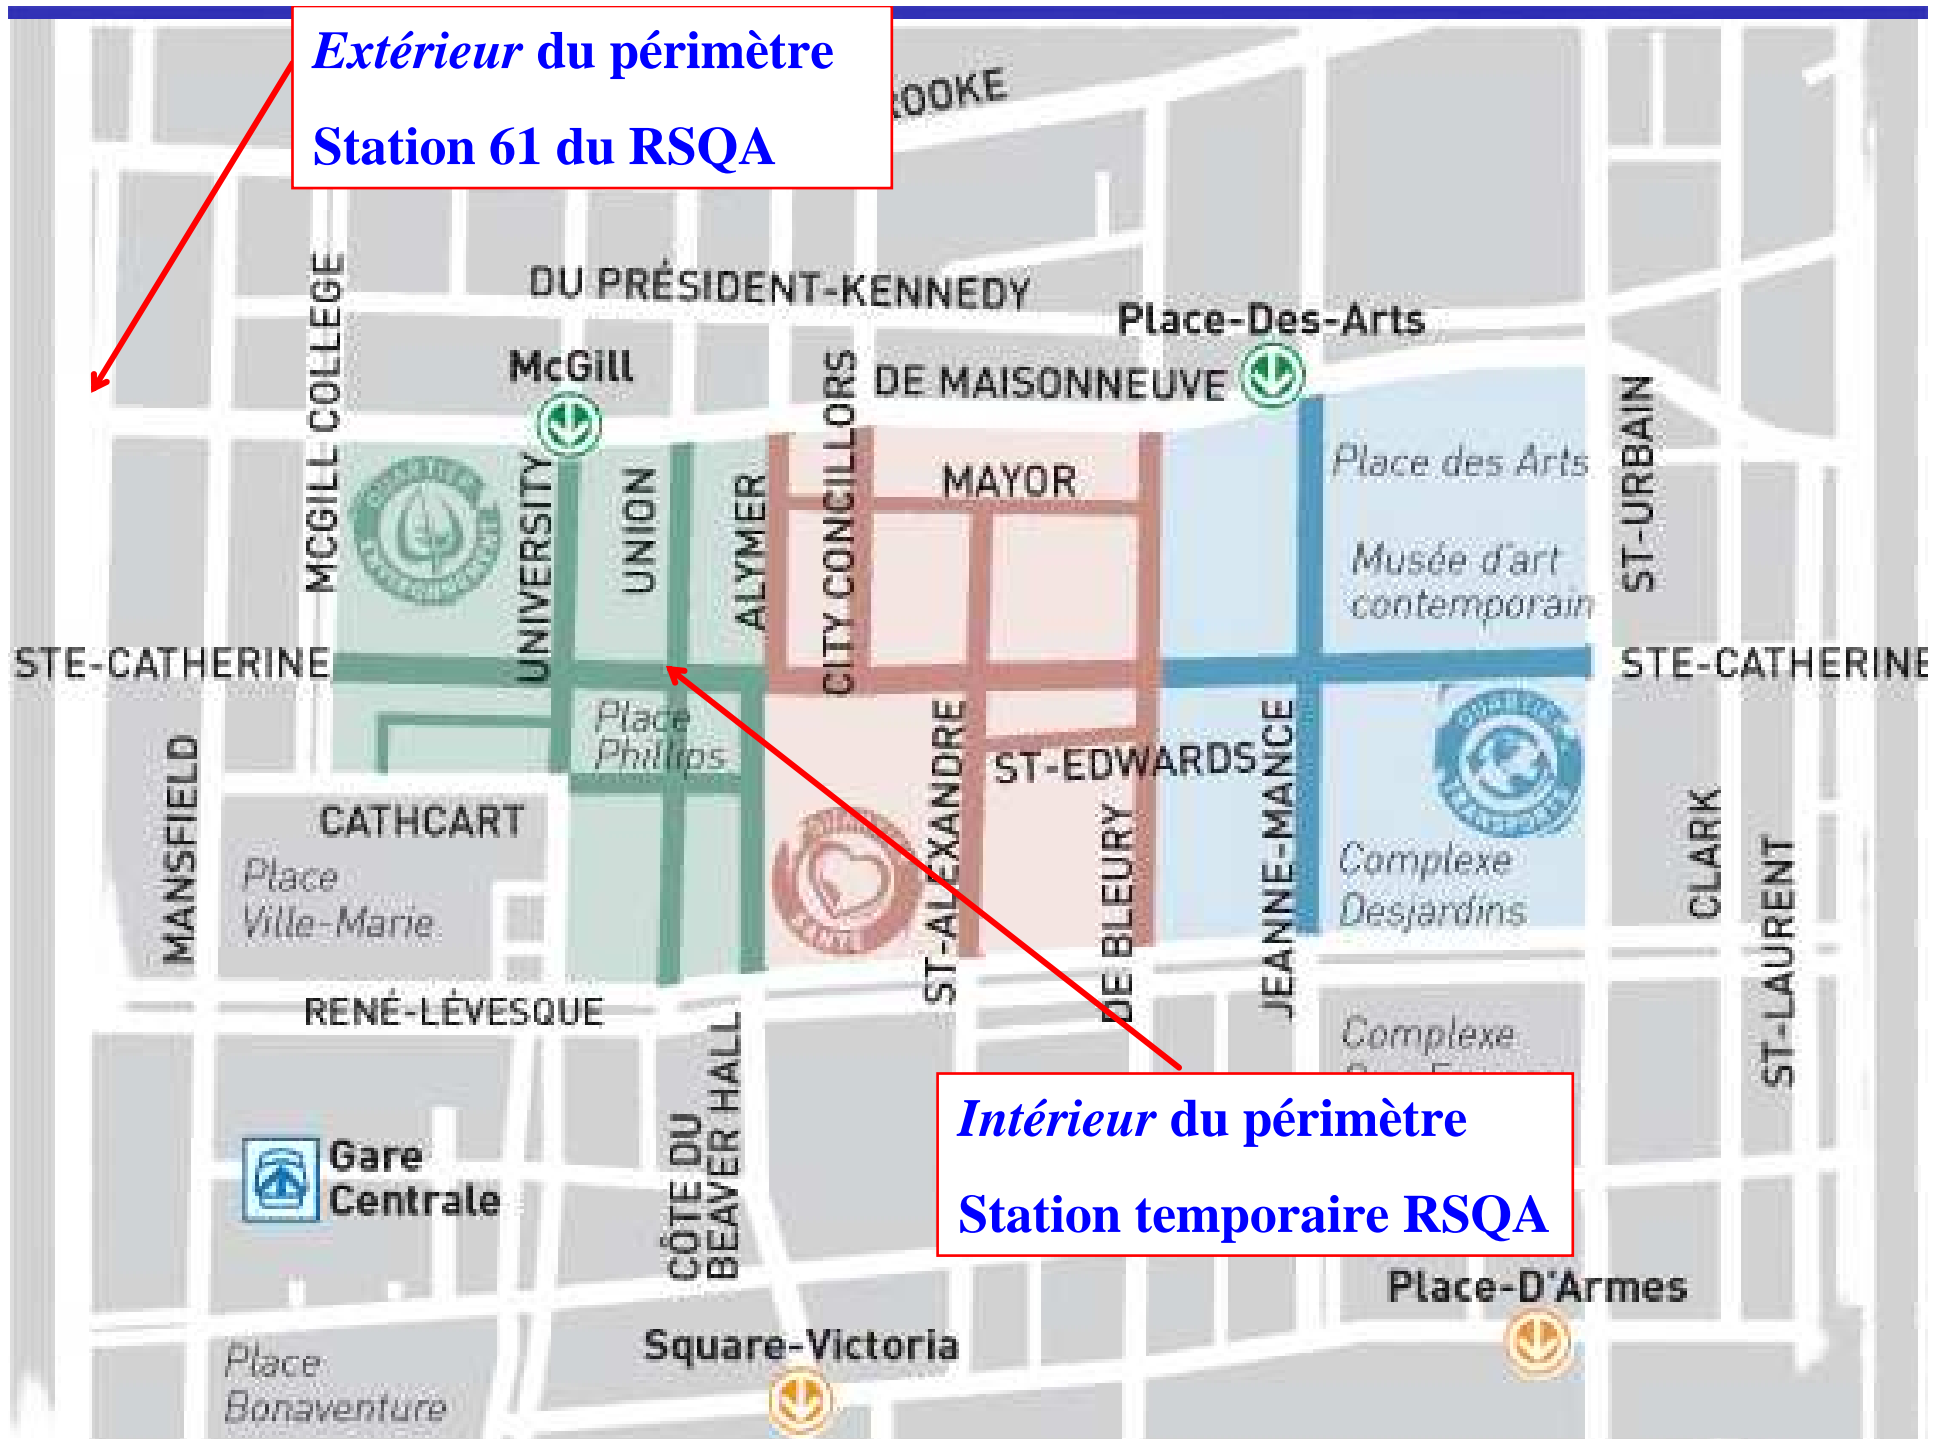 Extérieur du périmètre
Station 61 du RSQA
ROOKE
DU PRÉSIDENT-KENNEDY
Place-Des-Arts
McGill
DE MAISONNEUVE
MCGILL COLLEGE
CITY CONCILLORS
ST-URBAIN
Place des Arts
MAYOR
UNIVERSITY
UNION
ALYMER
Musée d'art
contemporain
STE-CATHERINE
STE-CATHERINE
Place
Phillips
ST-EDWARDS
MANSFIELD
ST-ALEXANDRE
DE BLEURY
JEANNE-MANCE
CLARK
ST-LAURENT
CATHCART
QUARTIER
SANTÉ
QUARTIER
TRANSPORT
Place
Ville-Marie
Complexe
Desjardins
RENÉ-LÉVESQUE
Complexe
CÔTE DU
BEAVER HALL
Intérieur du périmètre
Station temporaire RSQA
Gare
Centrale
Place-D'Armes
Square-Victoria
Place
Bonaventure